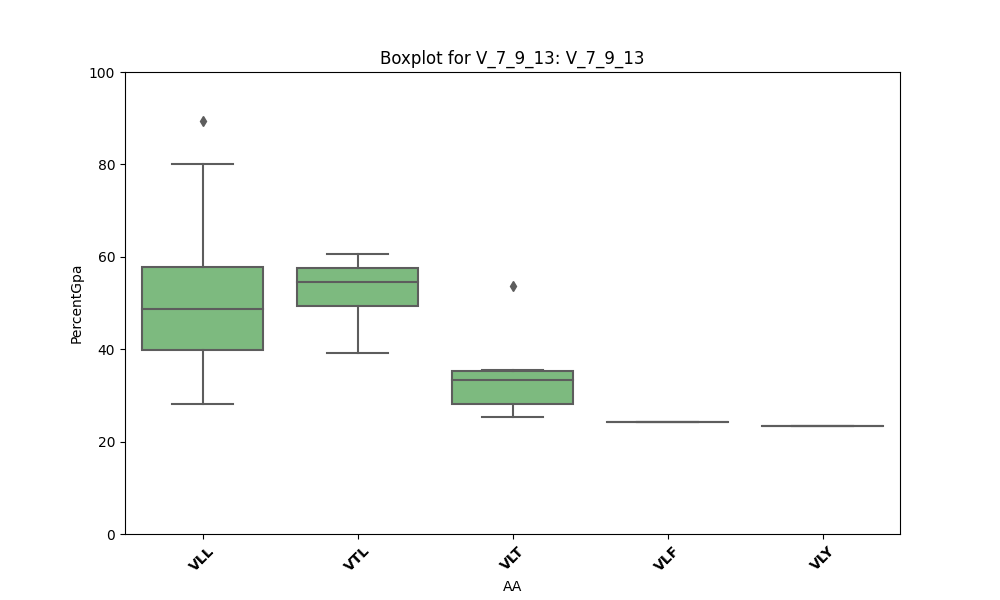 Boxplot for V_7_9_13: V_7_9_13
100
80
60
40
20
0
PercentGpa
VLL
VTL
VLT
VLF
VLY
AA